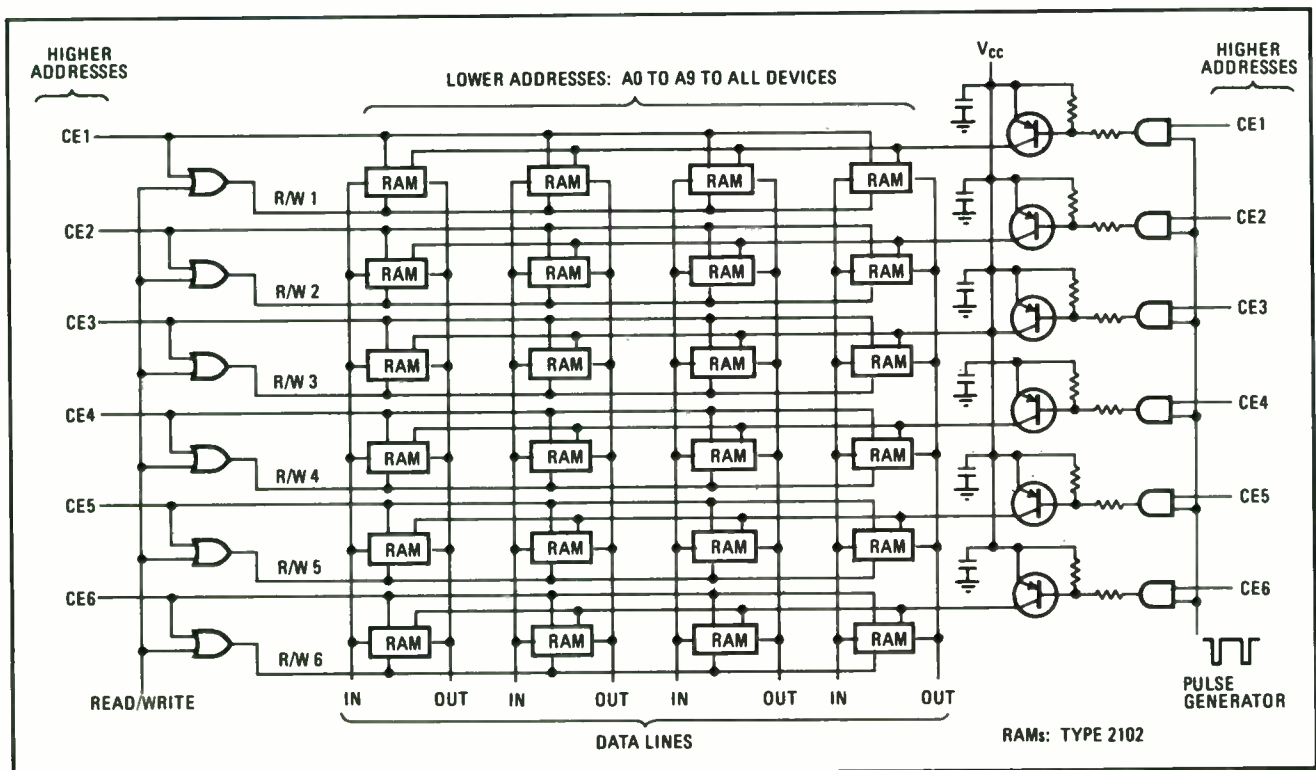 HIGHER
ADDRESSES
LOWER ADDRESSES: A0 TO A9 TO ALL DEVICES
Vcc
HIGHER
ADDRESSES
CE1
R/W 1
RAM
RAM
RAM
RAM
CE1
CE2
R/W 2
RAM
RAM
RAM
RAM
CE2
CE3
R/W 3
RAM
RAM
RAM
RAM
CE3
CE4
R/W 4
RAM
RAM
RAM
RAM
CE4
CE5
R/W 5
RAM
RAM
RAM
RAM
CE5
CE6
R/W 6
RAM
RAM
RAM
RAM
CE6
READ/WRITE
IN OUT IN OUT IN OUT IN OUT
PULSE
GENERATOR
DATA LINES
RAMs: TYPE 2102